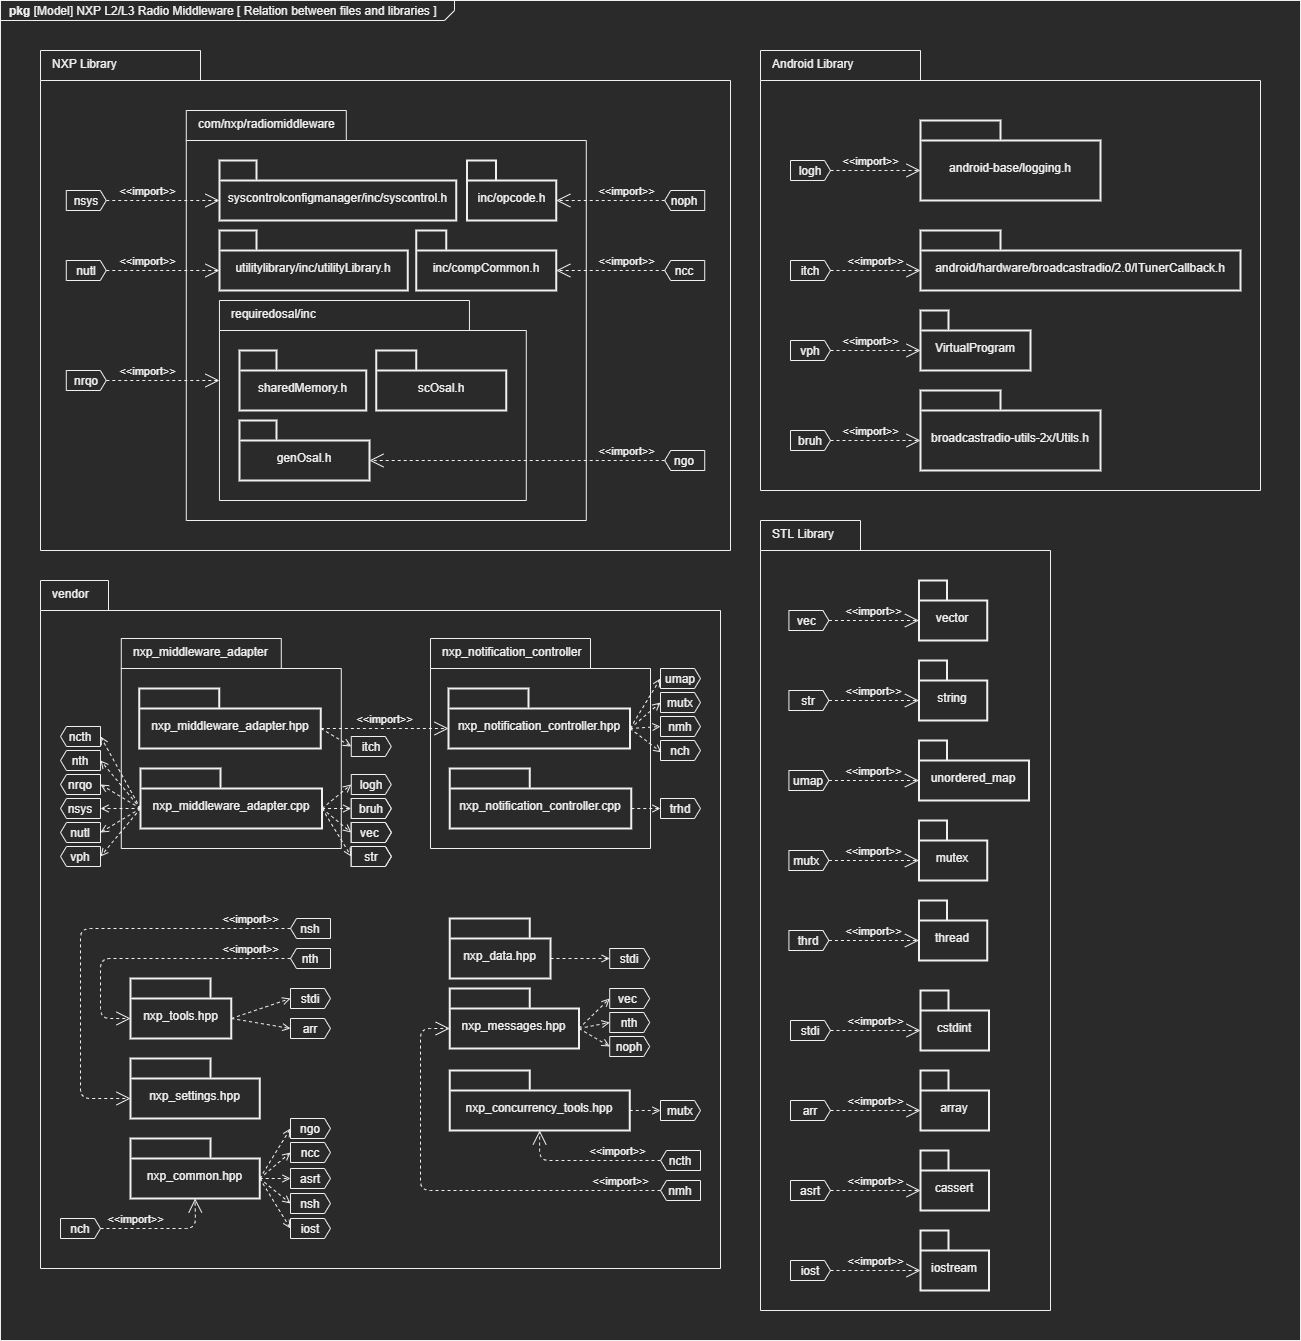 pkg [Model] NXP L2/L3 Radio Middleware [ Relation between files and libraries ]
NXP Library
com/nxp/radiomiddleware
nsys
<<import>>
syscontrolconfigmanager/inc/syscontrol.h
inc/opcode.h
<<import>>
noph
nutl
<<import>>
utilitylibrary/inc/utilityLibrary.h
inc/compCommon.h
<<import>>
ncc
requiredosal/inc
nrqo
<<import>>
sharedMemory.h
scOsal.h
genOsal.h
<<import>>
ngo
Android Library
logh
<<import>>
android-base/logging.h
itch
<<import>>
android/hardware/broadcastradio/2.0/ITunerCallback.h
vph
<<import>>
VirtualProgram
bruh
<<import>>
broadcastradio-utils-2x/Utils.h
vendor
nxp_middleware_adapter
nxp_middleware_adapter.hpp
<<import>>
itch
ncth
nth
nrqo
nsys
nutl
vph
nxp_middleware_adapter.cpp
logh
bruh
vec
str
nxp_notification_controller
nxp_notification_controller.hpp
umap
mutx
nmh
nch
nxp_notification_controller.cpp
trhd
<<import>>
nsh
<<import>>
nth
nxp_tools.hpp
stdi
arr
nxp_settings.hpp
nxp_common.hpp
ngo
ncc
asrt
nsh
iost
nch
<<import>>
nxp_data.hpp
stdi
nxp_messages.hpp
vec
nth
noph
nxp_concurrency_tools.hpp
mutx
<<import>>
ncth
<<import>>
nmh
STL Library
vec
<<import>>
vector
str
<<import>>
string
umap
<<import>>
unordered_map
mutx
<<import>>
mutex
thrd
<<import>>
thread
stdi
<<import>>
cstdint
arr
<<import>>
array
asrt
<<import>>
cassert
iost
<<import>>
iostream